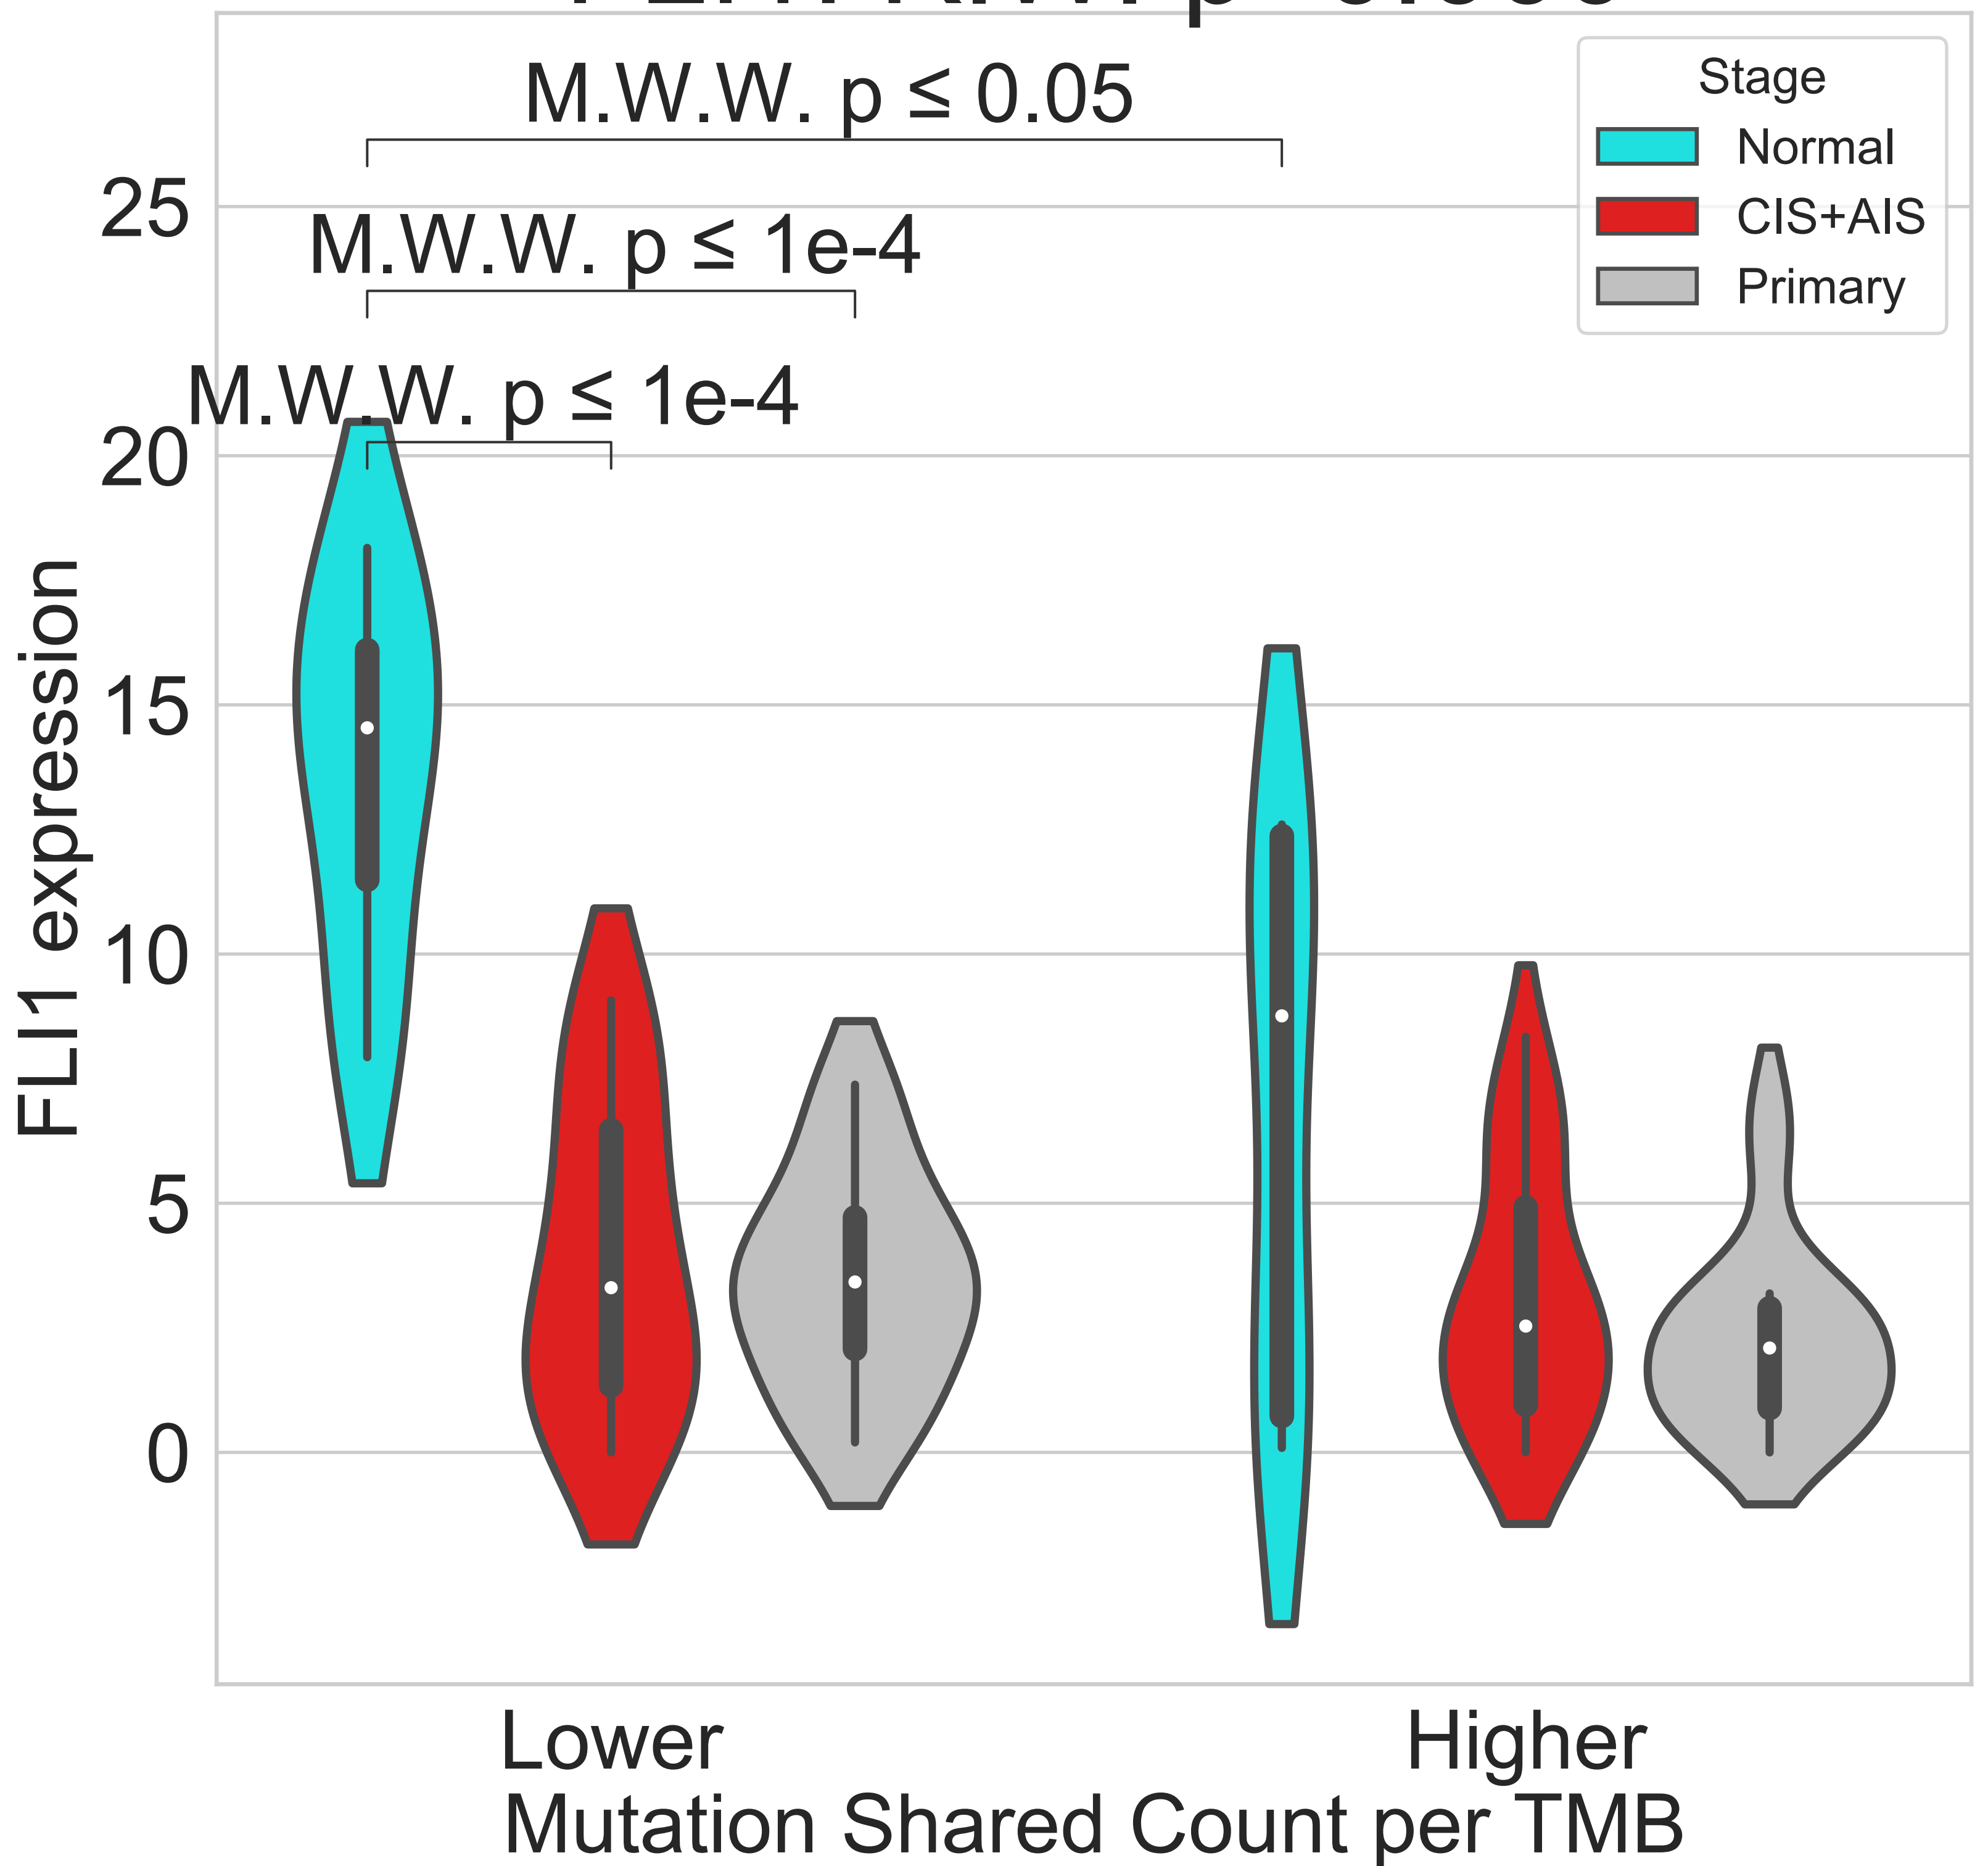 M.W.W. p ≤ 0.05
M.W.W. p ≤ 1e-4
M.W.W. p ≤ 1e-4
Stage
Normal
CIS+AIS
Primary
25
20
15
10
5
0
FLI1 expression
Lower
Higher
Mutation Shared Count per TMB